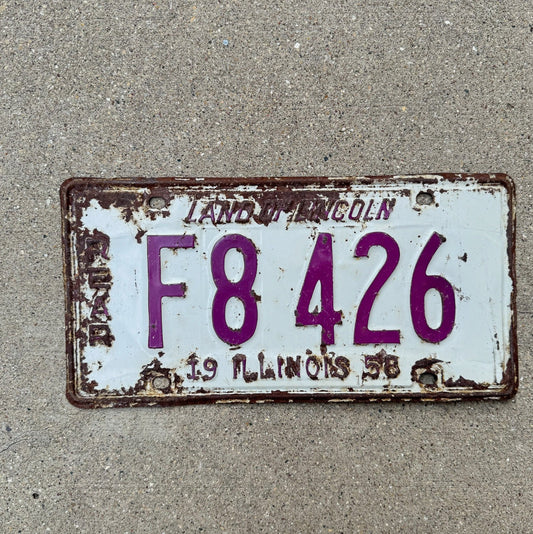 LAND OF LINCOLN
REAR
F8 426
19 ILLINOIS 58